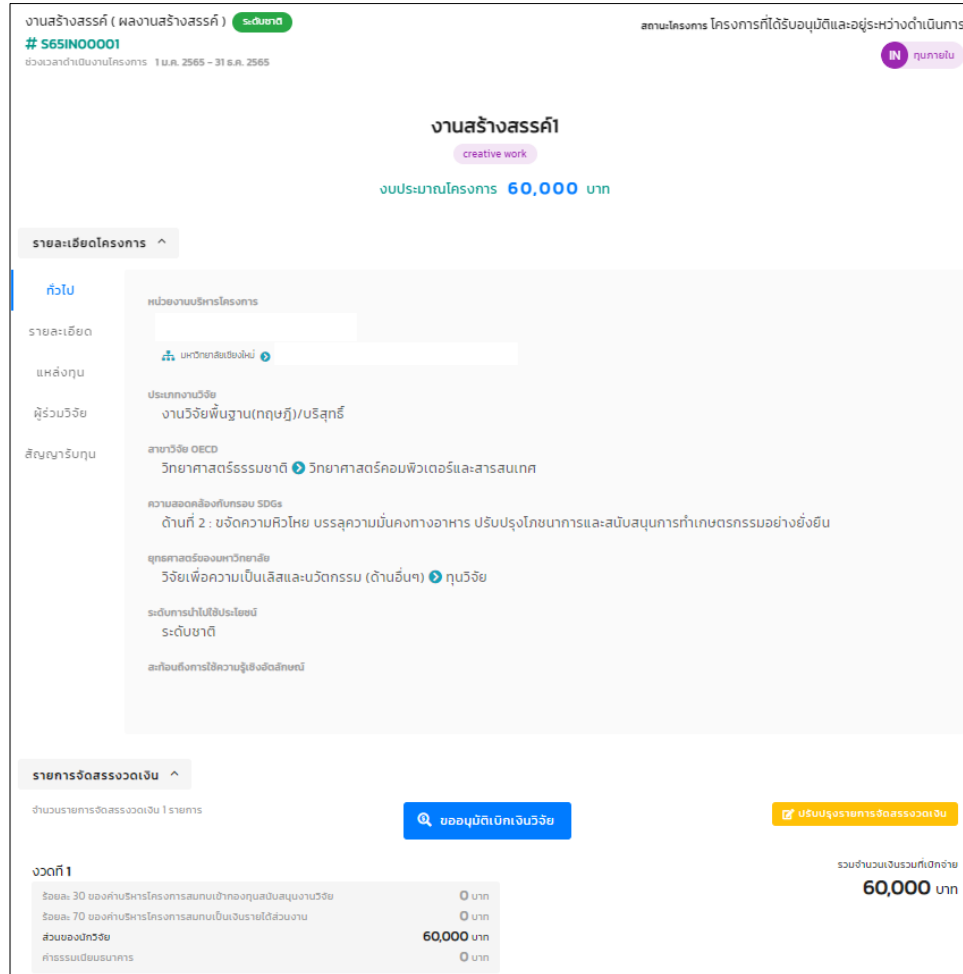 งานสร้างสรรค์ ( ผลงานสร้างสรรค์ ) ระดับชาติ
สถานะโครงการ โครงการที่ได้รับอนุมัติและอยู่ระหว่างดำเนินการ
# S65IN00001
ช่วงเวลาดำเนินงานโครงการ 1 ม.ค. 2565 - 31 ธ.ค. 2565
IN ทุนภายใน
งานสร้างสรรค์1
creative work
งบประมาณโครงการ 60,000 บาท
รายละเอียดโครงการ
ทั่วไป
รายละเอียด
แหล่งทุน
ผู้ร่วมวิจัย
สัญญารับทุน
หน่วยงานบริหารโครงการ
มหาวิทยาลัยเชียงใหม่
ประเภทงานวิจัย
งานวิจัยพื้นฐาน(ทฤษฎี)/บริสุทธิ์
สาขาวิจัย OECD
วิทยาศาสตร์ธรรมชาติ วิทยาศาสตร์คอมพิวเตอร์และสารสนเทศ
ความสอดคล้องกับกรอบ SDGs
ด้านที่ 2 : ขจัดความหิวโหย บรรลุความมั่นคงทางอาหาร ปรับปรุงโภชนาการและสนับสนุนการทำเกษตรกรรมอย่างยั่งยืน
ยุทธศาสตร์ของมหาวิทยาลัย
วิจัยเพื่อความเป็นเลิศและนวัตกรรม (ด้านอื่นๆ) ทุนวิจัย
ระดับการนำไปใช้ประโยชน์
ระดับชาติ
สะท้อนถึงการใช้ความรู้เชิงอัตลักษณ์
รายการจัดสรรงวดเงิน
จำนวนรายการจัดสรรงวดเงิน 1 รายการ
ขออนุมัติเบิกเงินวิจัย
ปรับปรุงรายการจัดสรรงวดเงิน
งวดที่ 1
รวมจำนวนเงินรวมที่เบิกจ่าย
60,000 บาท
ร้อยละ 30 ของค่าบริหารโครงการสมทบเข้ากองทุนสนับสนุนงานวิจัย 0 บาท
ร้อยละ 70 ของค่าบริหารโครงการสมทบเป็นเงินรายได้ส่วนงาน 0 บาท
ส่วนของนักวิจัย 60,000 บาท
ค่าธรรมเนียมธนาคาร 0 บาท